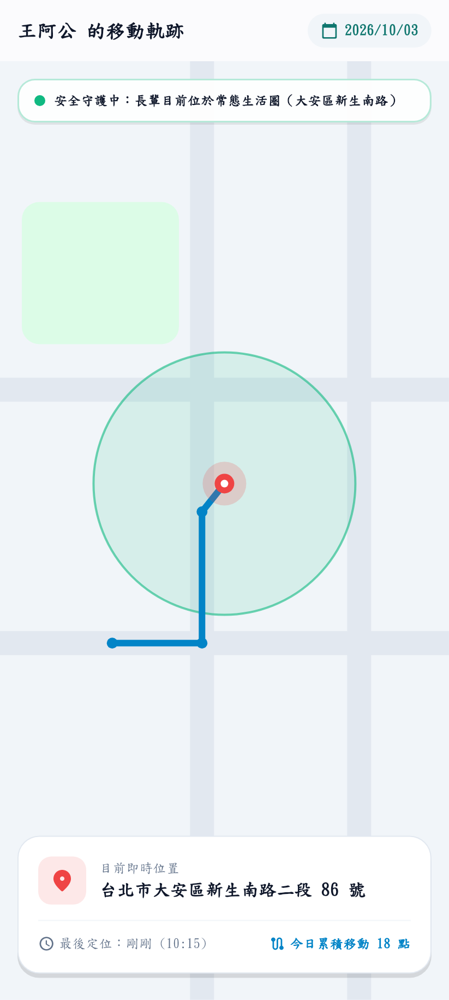 王阿公 的移動軌跡
2026/10/03
安全守護中：長輩目前位於常態生活圈（大安區新生南路）
目前即時位置
台北市大安區新生南路二段 86 號
最後定位：剛剛 (10:15)
今日累積移動 18 點